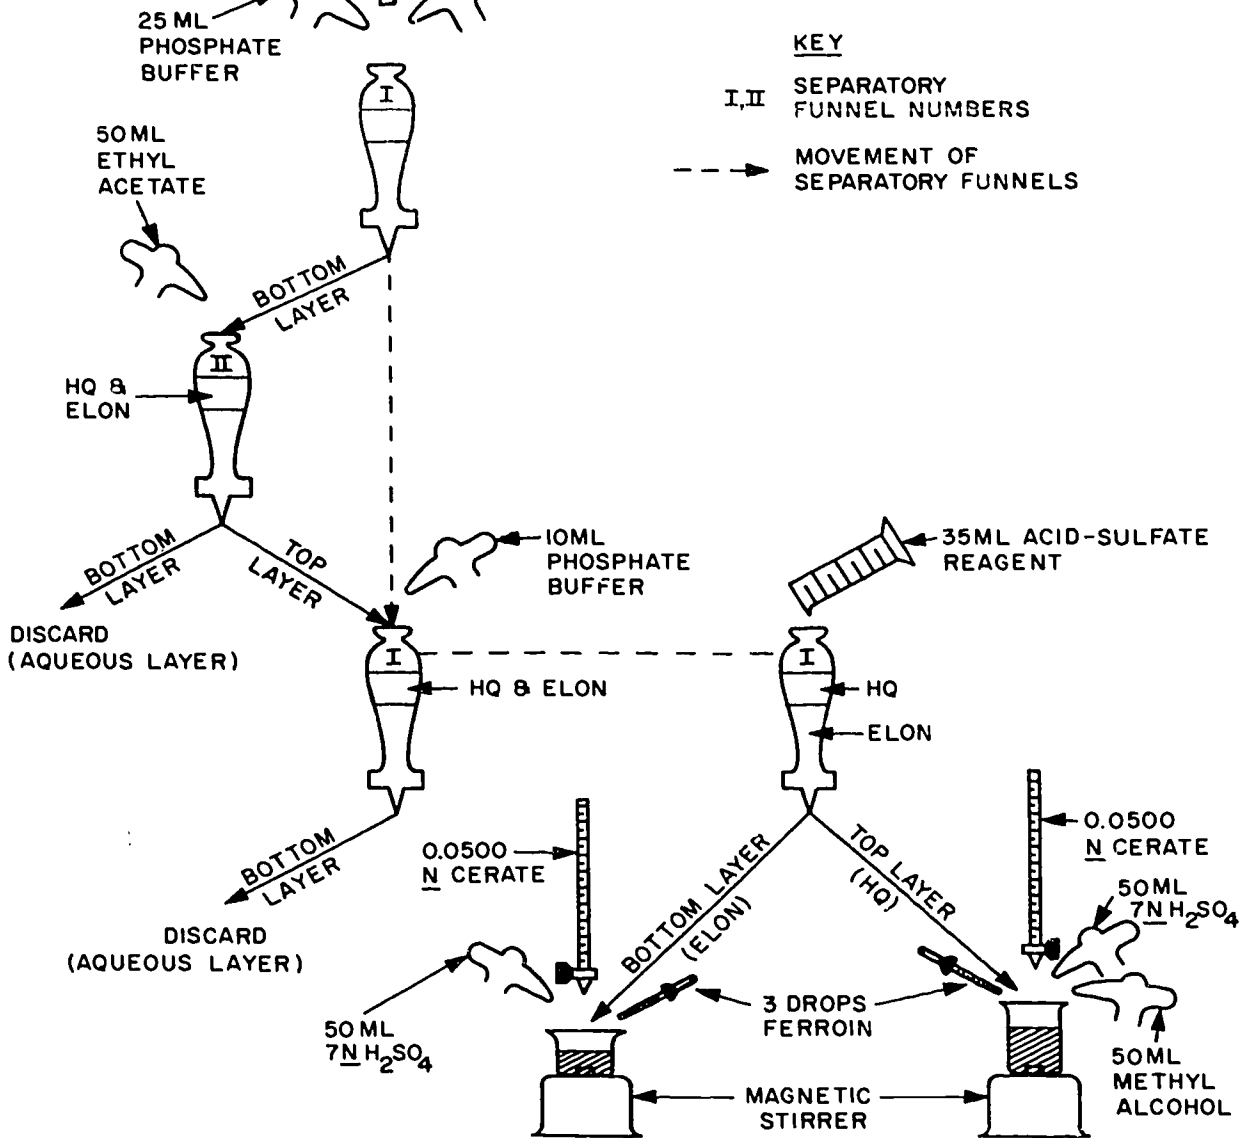 25 ML
PHOSPHATE
BUFFER
KEY
I,II SEPARATORY
FUNNEL NUMBERS
MOVEMENT OF
SEPARATORY FUNNELS
I
50 ML
ETHYL
ACETATE
BOTTOM
LAYER
II
HQ &
ELON
BOTTOM
LAYER
TOP
LAYER
DISCARD
(AQUEOUS LAYER)
10ML
PHOSPHATE
BUFFER
35ML ACID-SULFATE
REAGENT
I
HQ & ELON
I
HQ
ELON
BOTTOM
LAYER
DISCARD
(AQUEOUS LAYER)
0.0500
N CERATE
BOTTOM LAYER
(ELON)
TOP LAYER
(HQ)
0.0500
N CERATE
50 ML
7N H2SO4
50 ML
7N H2SO4
3 DROPS
FERROIN
50ML
METHYL
ALCOHOL
MAGNETIC
STIRRER